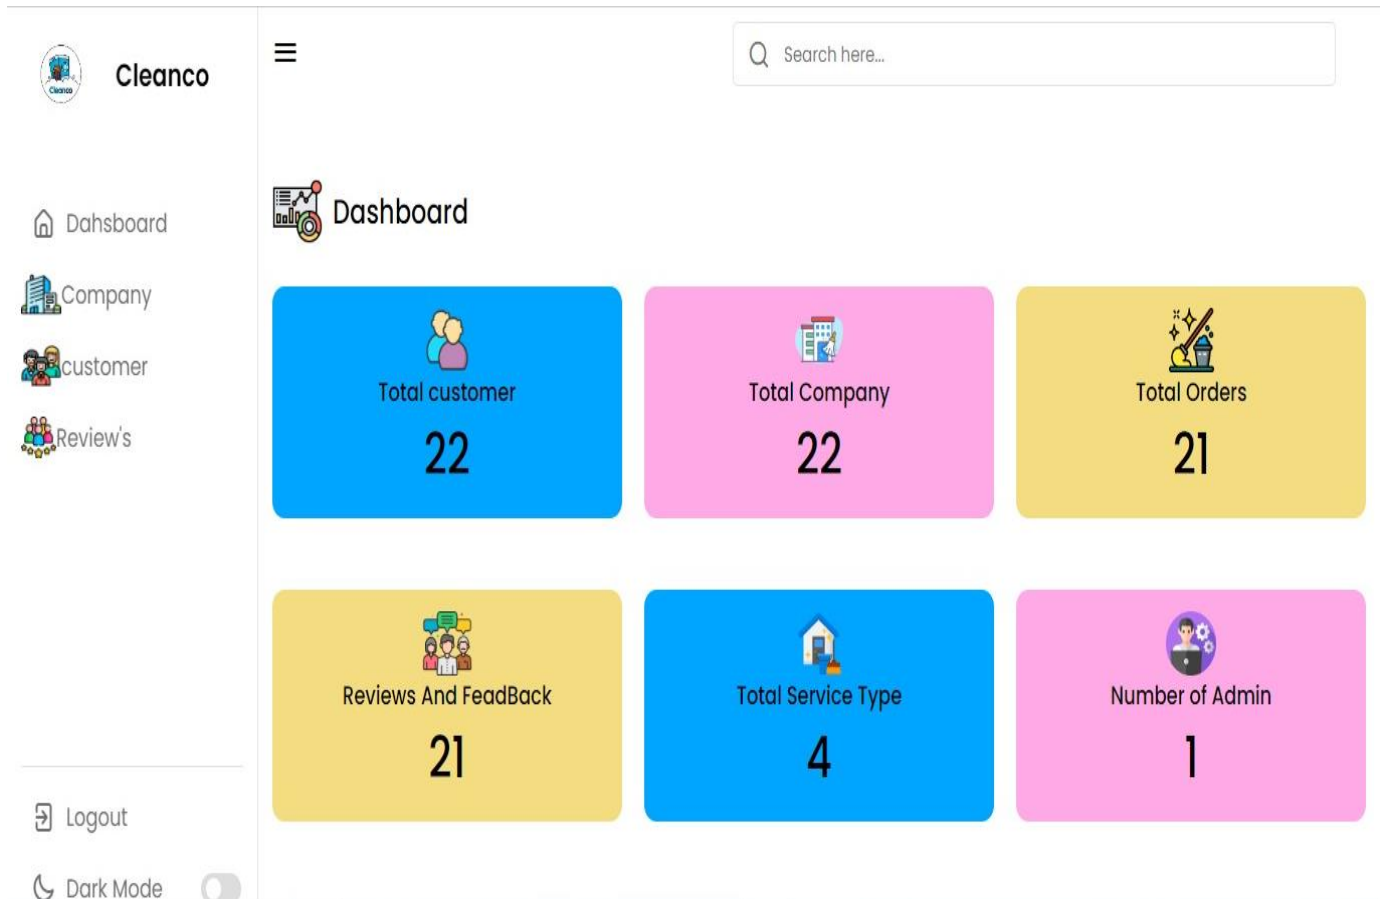 Cleanco
Cleanco
Search here...
Dahsboard
Company
customer
Review's
Logout
Dark Mode
Dashboard
Total customer
22
Total Company
22
Total Orders
21
Reviews And FeadBack
21
Total Service Type
4
Number of Admin
1